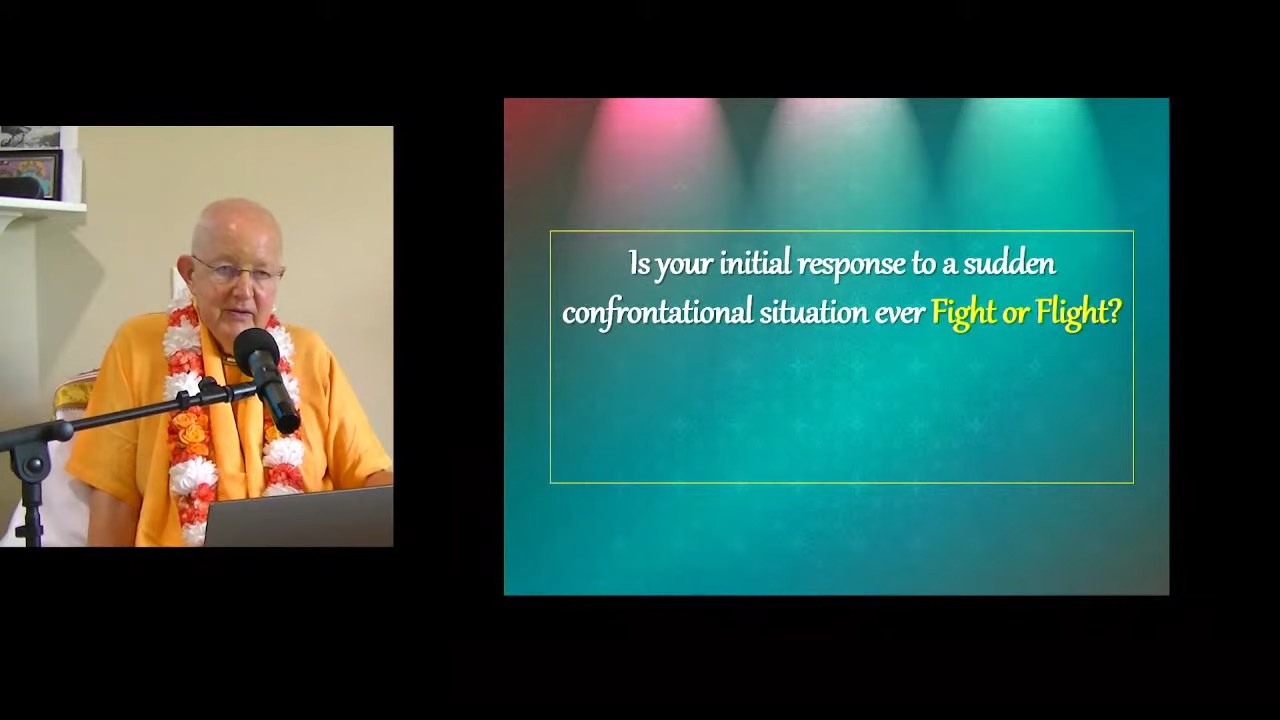 Is your initial response to a sudden
confrontational situation ever Fight or Flight?